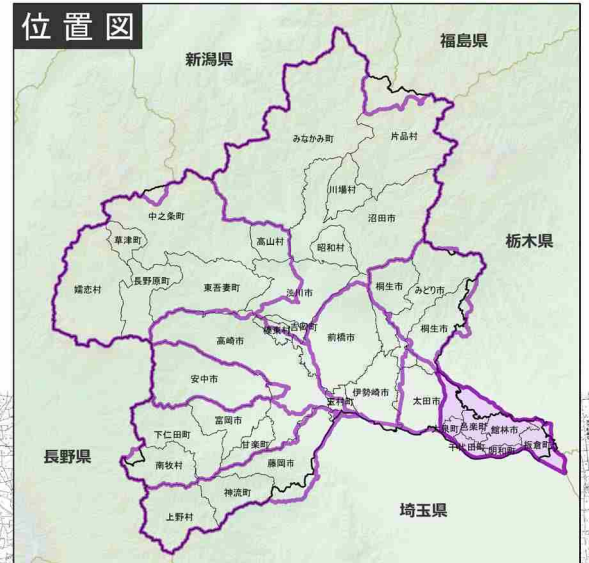 位置図
福島県
新潟県
みなかみ町
片品村
川場村
中之条町
沼田市
草津町
高山村
昭和村
栃木県
嬬恋村
長野原町
東吾妻町
渋川市
桐生市
みどり市
榛東村
吉岡町
前橋市
桐生市
高崎市
安中市
伊勢崎市
玉村町
太田市
富岡市
下仁田町
甘楽町
大泉町
邑楽町
館林市
板倉町
千代田町
明和町
長野県
南牧村
藤岡市
神流町
上野村
埼玉県